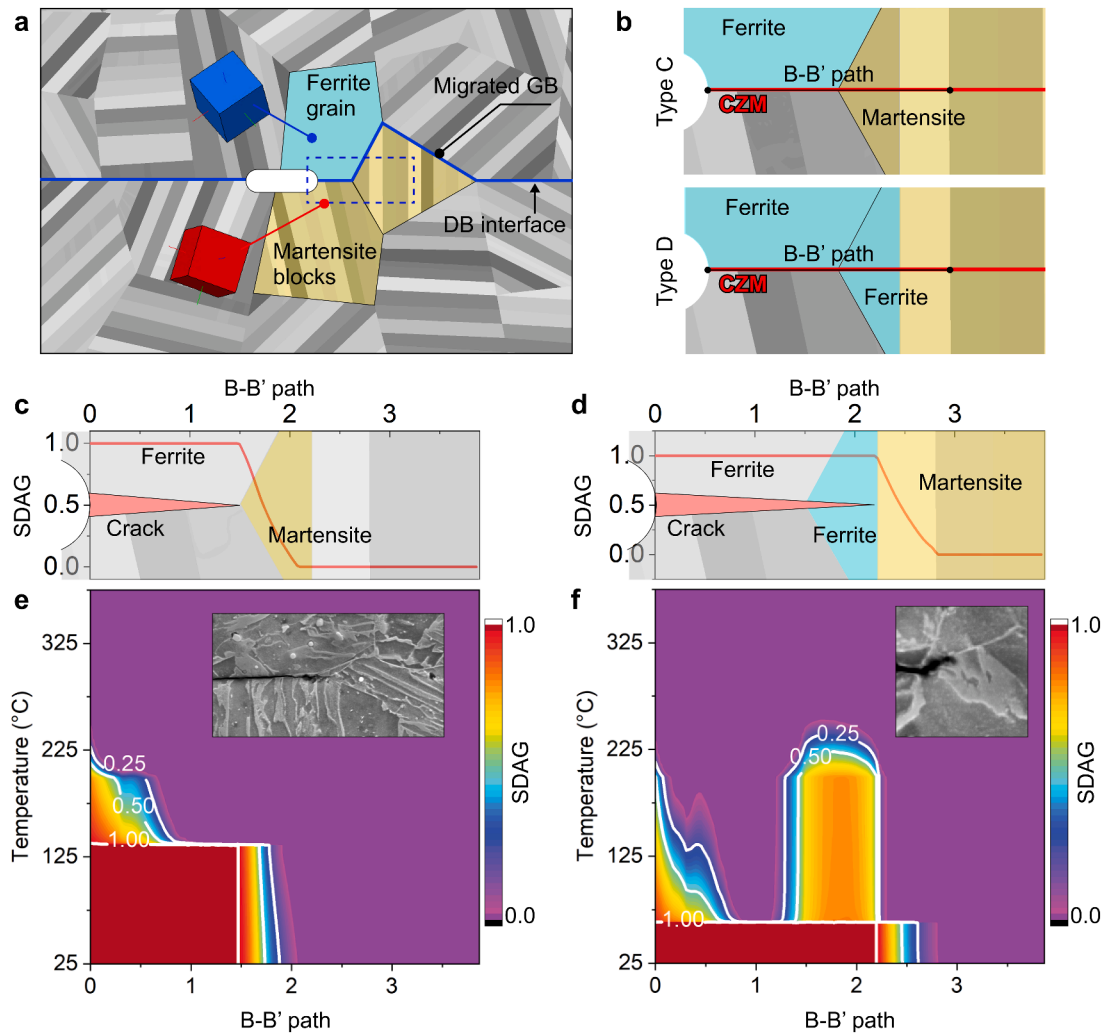 a
Ferrite
grain
Migrated GB
DB interface
Martensite
blocks
b
Type C
Ferrite
B-B' path
CZM
Martensite
Type D
Ferrite
B-B' path
CZM
Ferrite
c
B-B' path
0 1 2 3
SDAG
1.0
0.5
0.0
Ferrite
Crack
Martensite
d
B-B' path
0 1 2 3
SDAG
1.0
0.5
0.0
Ferrite
Martensite
Crack
Ferrite
e
Temperature (°C)
325
225
125
25
0.25
0.50
1.00
0 1 2 3
B-B' path
1.0
SDAG
0.0
f
Temperature (°C)
325
225
125
25
0.25
0.50
1.00
0 1 2 3
B-B' path
1.0
SDAG
0.0